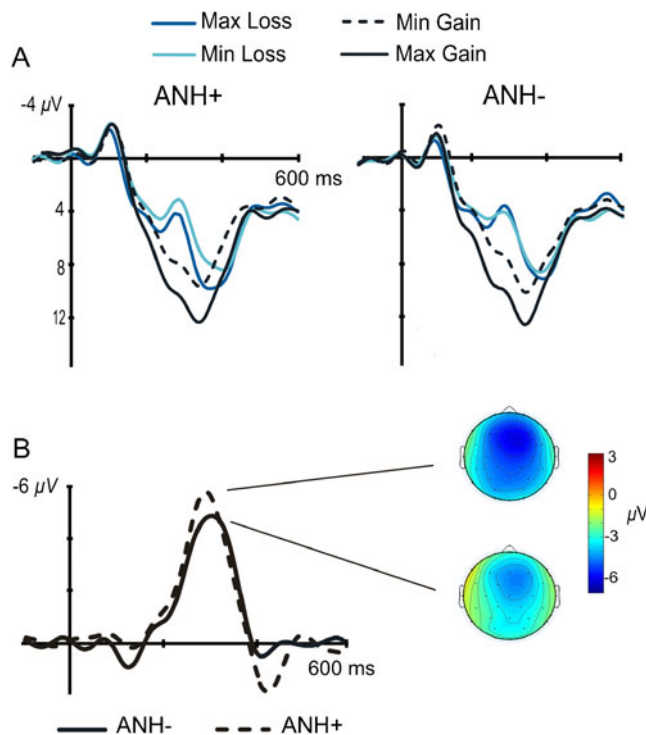 Max Loss
Min Gain
Min Loss
Max Gain
A
ANH+
ANH-
-4 µV
600 ms
4
8
12
B
-6 µV
3
0
-3
-6
µV
600 ms
ANH-
ANH+